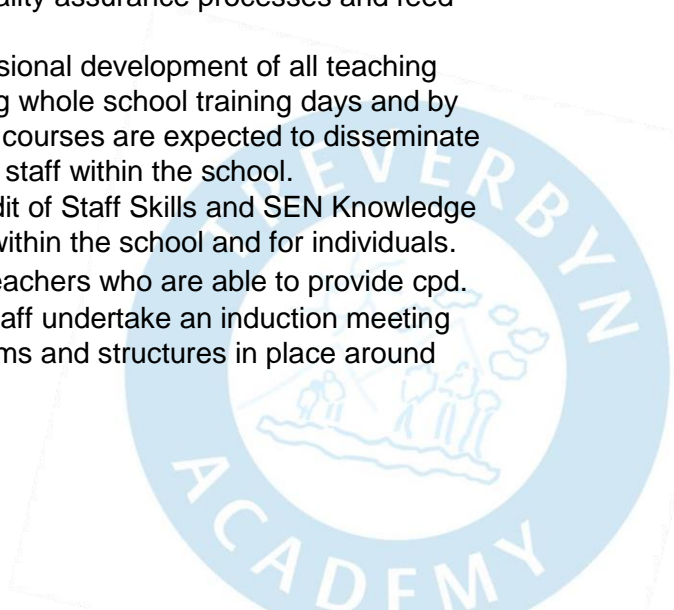 ality assurance processes and feed
sional development of all teaching
g whole school training days and by
courses are expected to disseminate
staff within the school.
dit of Staff Skills and SEN Knowledge
within the school and for individuals.
eachers who are able to provide cpd.
aff undertake an induction meeting
ms and structures in place around
TREVERBYN
ACADEMY